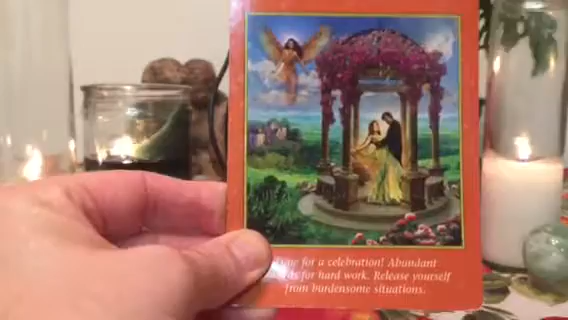 for a celebration! Abundant
for hard work. Release yourself
from burdensome situations.